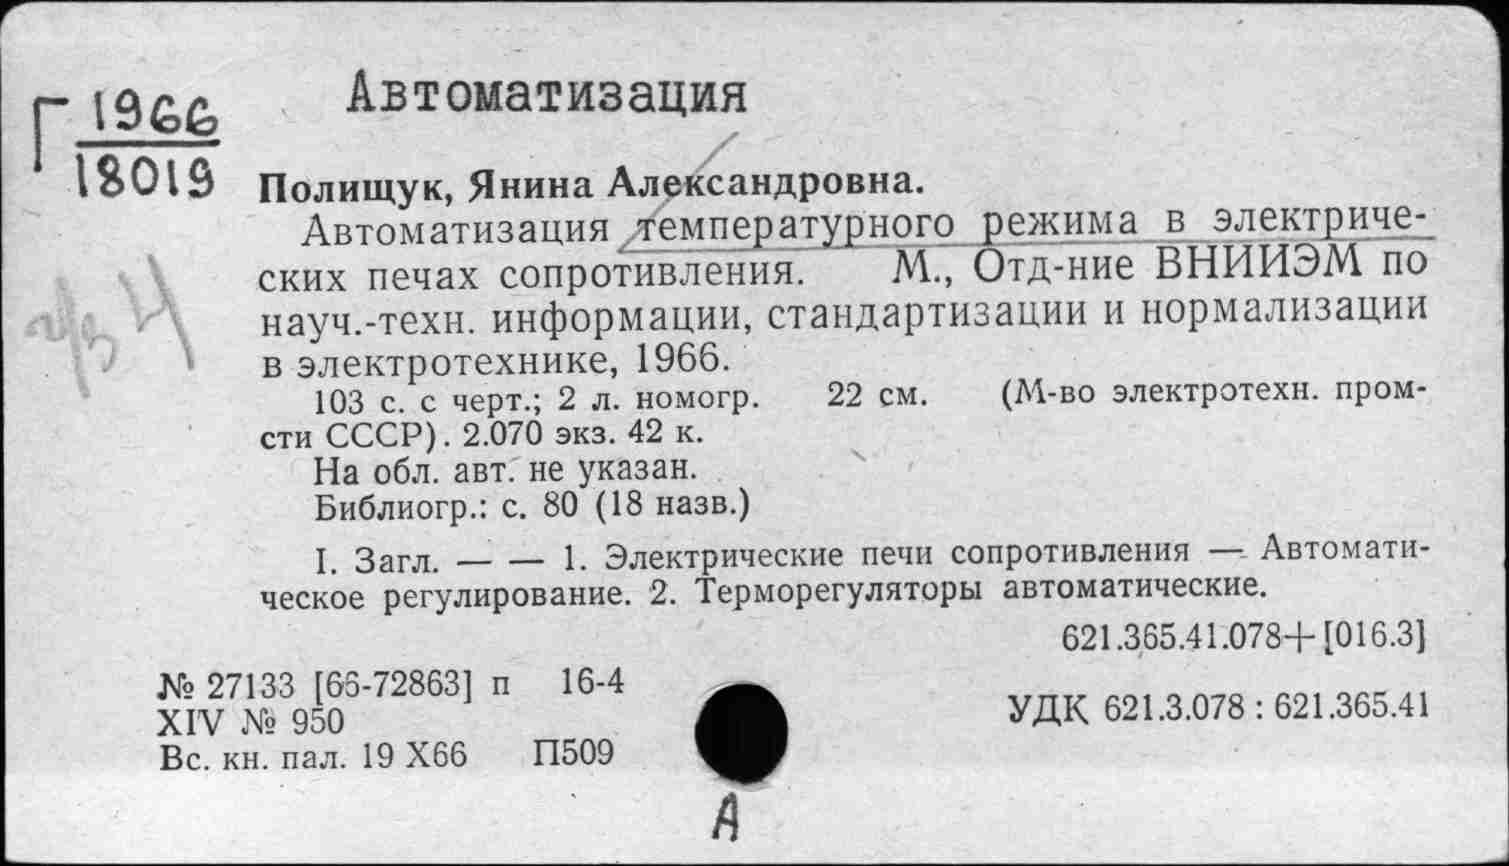 Автоматизация
Г 1966
18019
Полищук, Янина Александровна.
Автоматизация температурного режима в электриче-
ских печах сопротивления. М., Отд-ние ВНИИЭМ по
науч.-техн. информации, стандартизации и нормализации
в электротехнике, 1966.
103 с. с черт.; 2 л. номогр. 22 см. (М-во электротехн. пром-
сти СССР). 2.070 экз. 42 к.
На обл. авт. не указан.
Библиогр.: с. 80 (18 назв.)
I. Загл. — — 1. Электрические печи сопротивления — Автомати-
ческое регулирование. 2. Терморегуляторы автоматические.
621.365.41.078+[016.3]
№ 27133 [66-72863] п 16-4
XIV № 950
УДК 621.3.078 : 621.365.41
Вс. кн. пал. 19 X66 П509
А